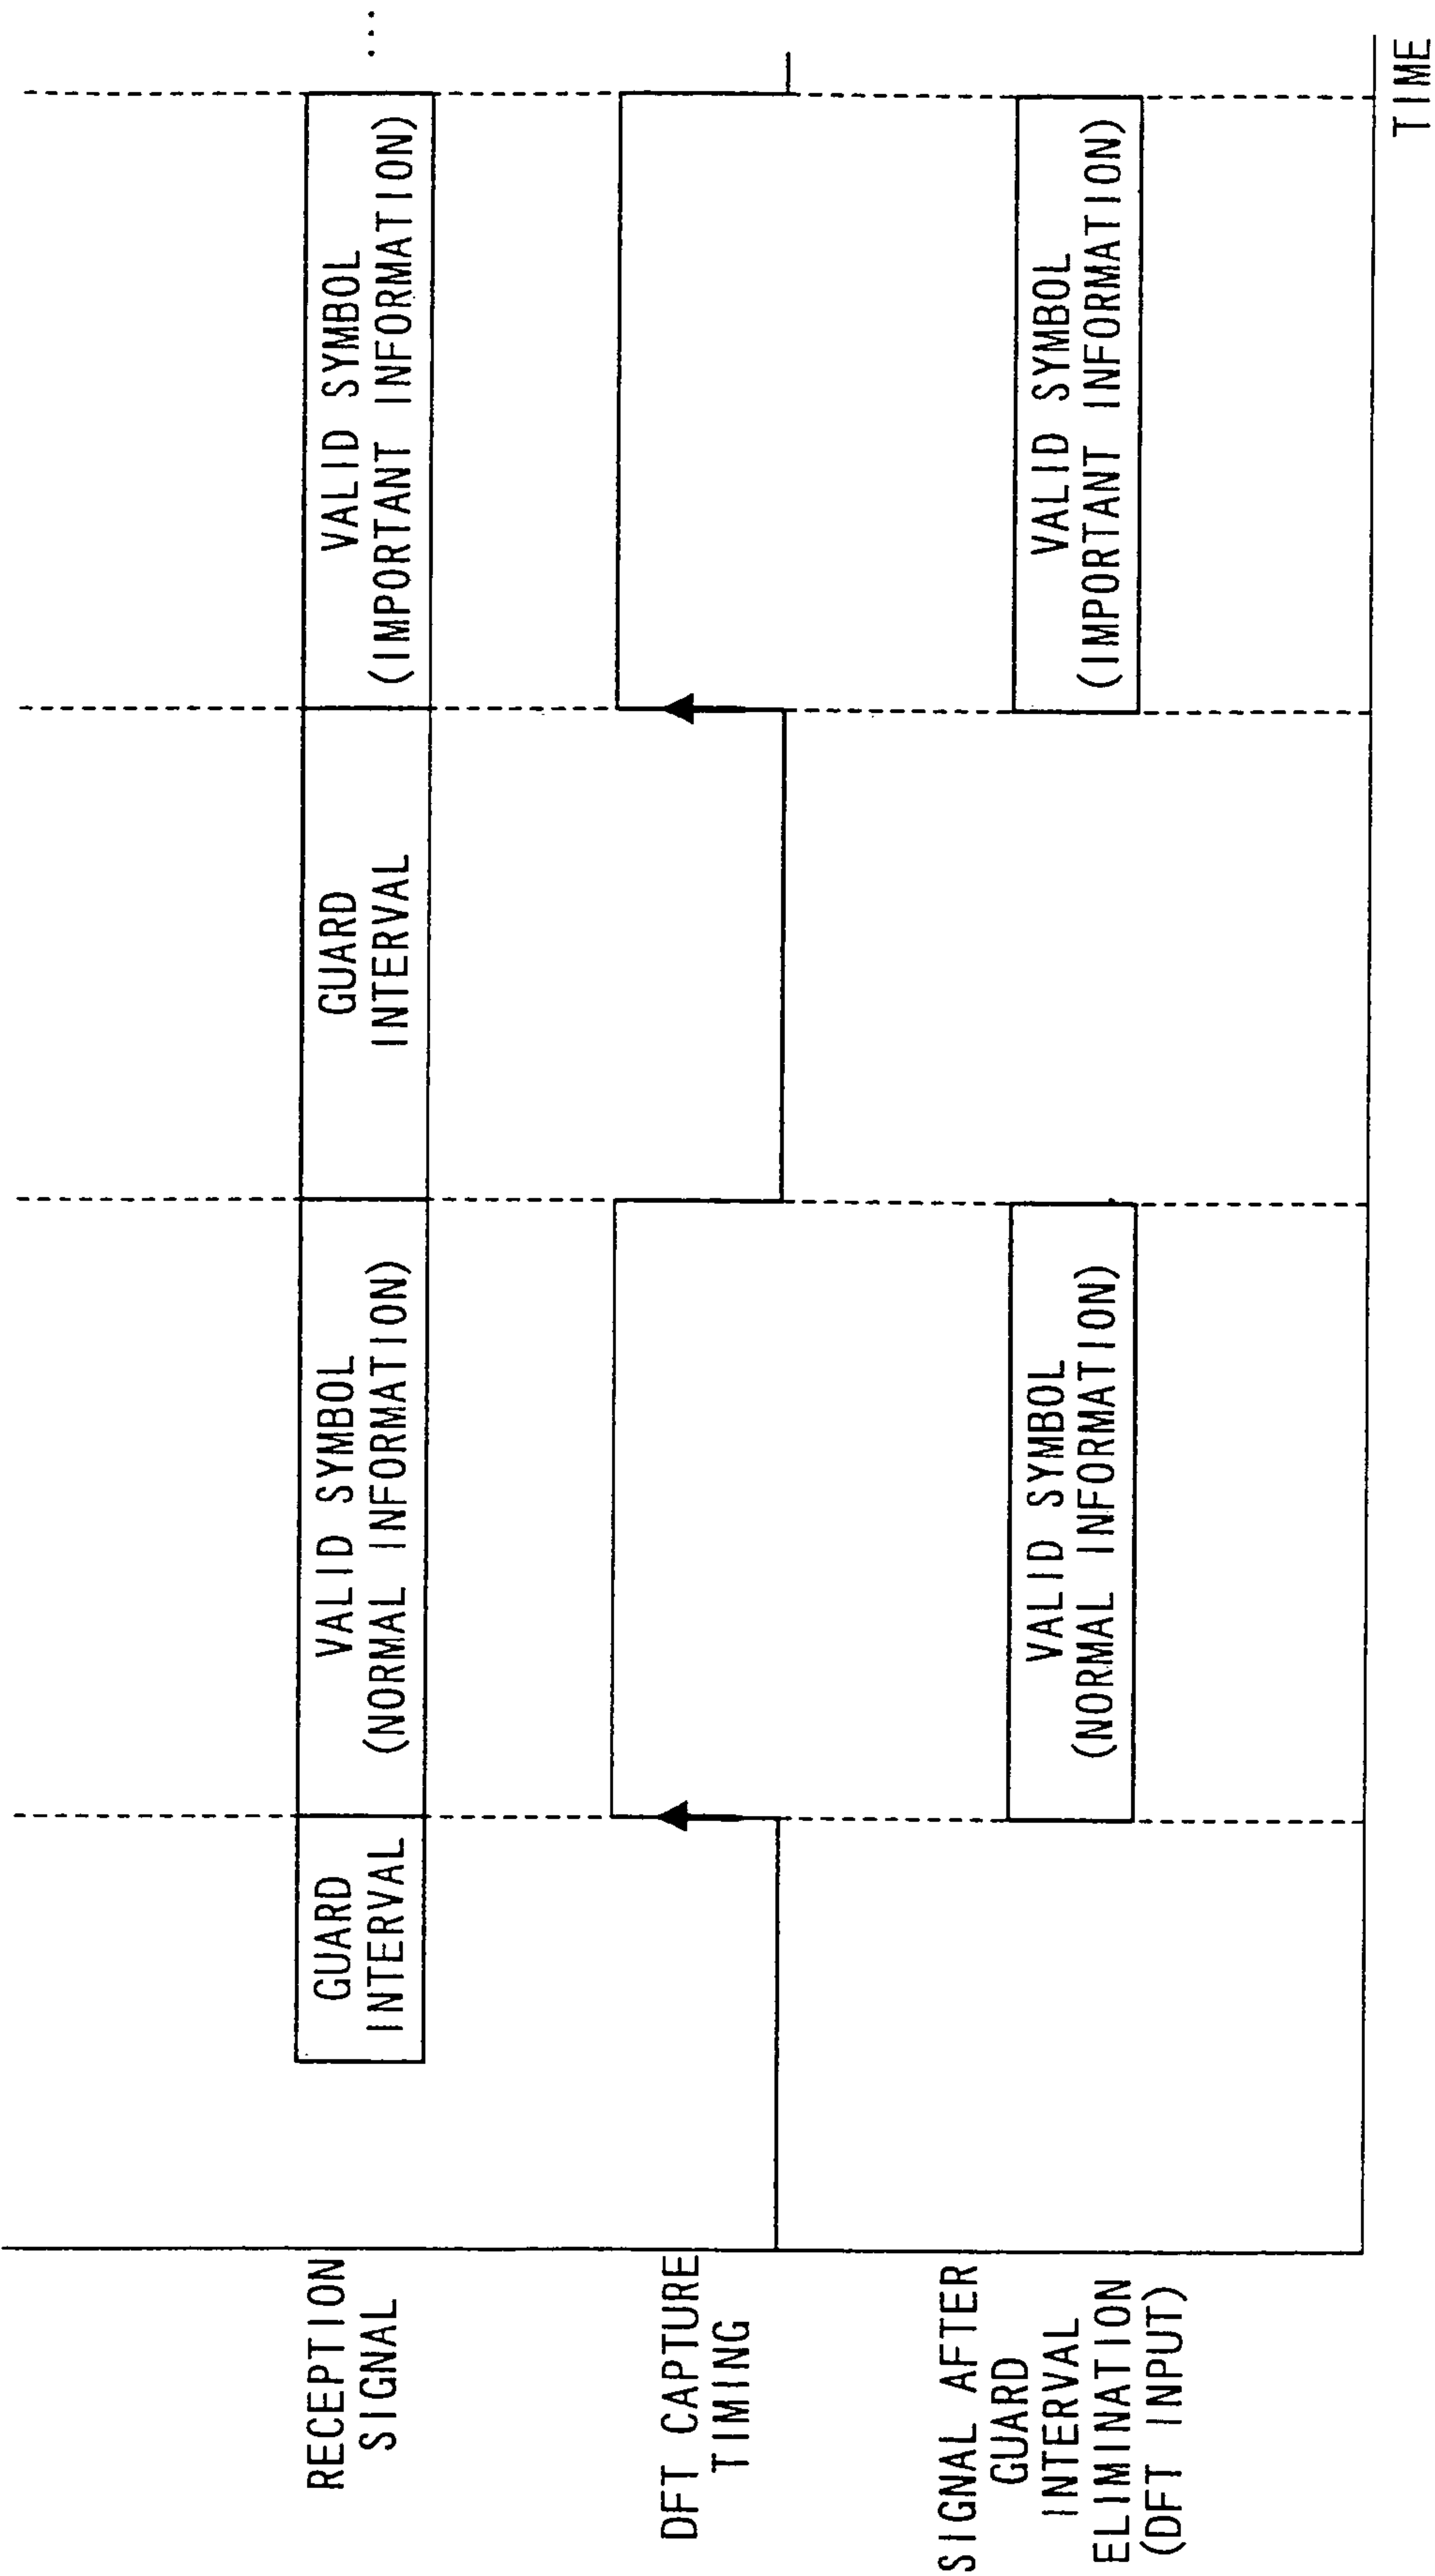 RECEPTION
SIGNAL
GUARD
INTERVAL
VALID SYMBOL
(NORMAL INFORMATION)
GUARD
INTERVAL
VALID SYMBOL
(IMPORTANT INFORMATION)
...
DFT CAPTURE
TIMING
SIGNAL AFTER
GUARD
INTERVAL
ELIMINATION
(DFT INPUT)
VALID SYMBOL
(NORMAL INFORMATION)
VALID SYMBOL
(IMPORTANT INFORMATION)
TIME